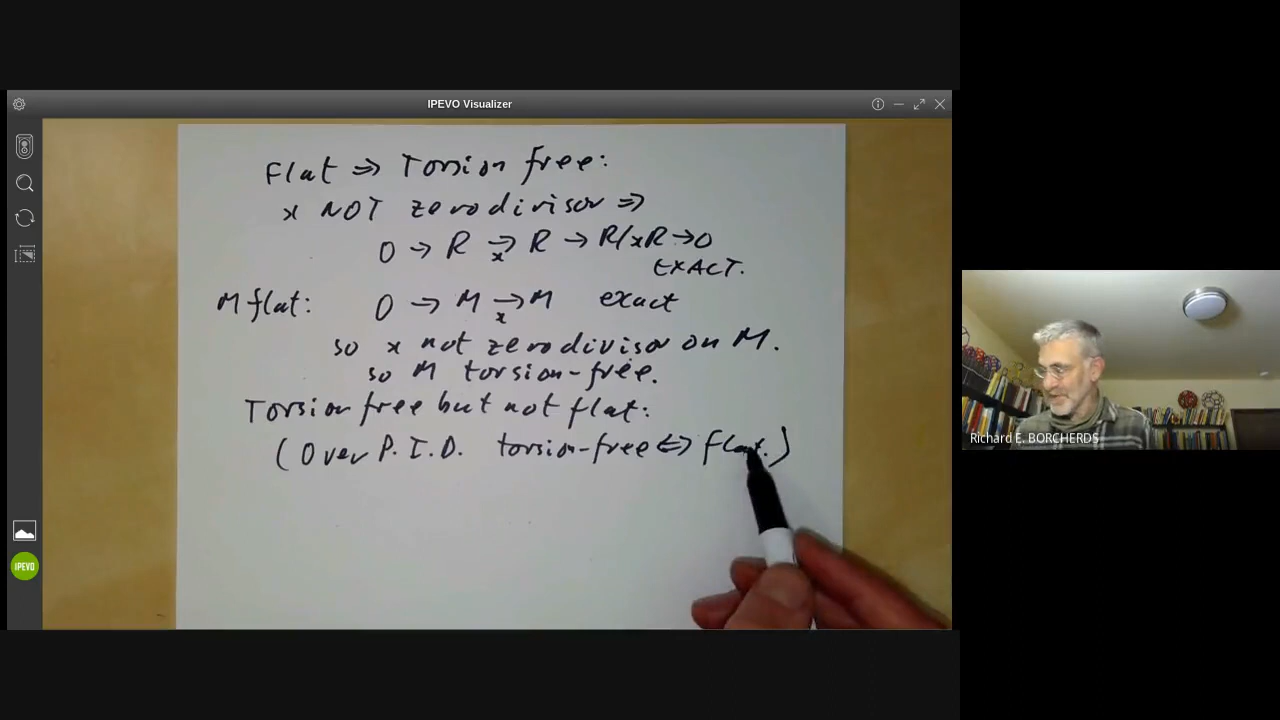 IPEVO Visualizer
Flat ⇒ Torsion free:
x NOT zero divisor ⇒
0 → R →x R → R/xR → 0
EXACT.
M flat: 0 → M →x M exact
so x not zero divisor on M.
so M torsion-free.
Torsion free but not flat:
(Over P.I.D. torsion-free ⇔ flat.)
IPEVO
Richard E. BORCHERDS